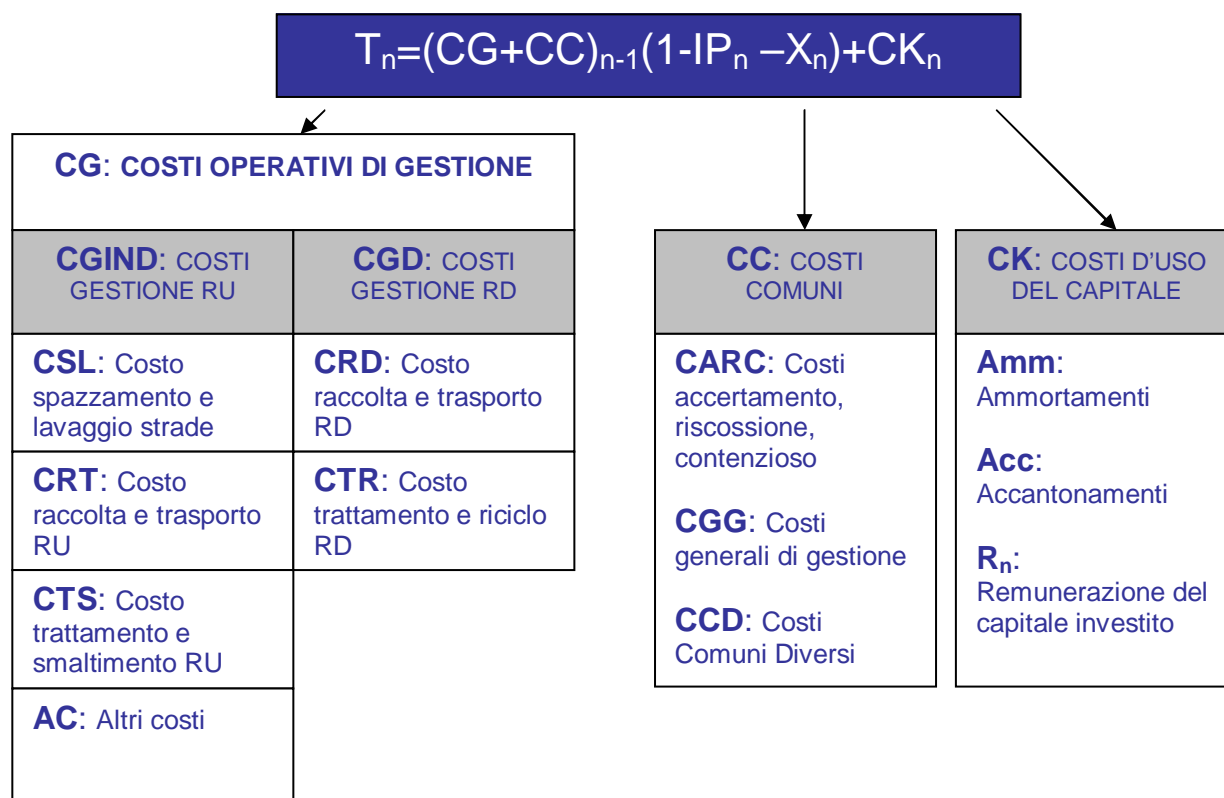 Tn=(CG+CC)n-1(1-IPn –Xn)+CKn
CG: COSTI OPERATIVI DI GESTIONE
CGIND: COSTI
GESTIONE RU
CGD: COSTI
GESTIONE RD
CSL: Costo
spazzamento e
lavaggio strade
CRD: Costo
raccolta e trasporto
RD
CRT: Costo
raccolta e trasporto
RU
CTR: Costo
trattamento e riciclo
RD
CTS: Costo
trattamento e
smaltimento RU
AC: Altri costi
CC: COSTI
COMUNI
CARC: Costi
accertamento,
riscossione,
contenzioso
CGG: Costi
generali di gestione
CCD: Costi
Comuni Diversi
CK: COSTI D'USO
DEL CAPITALE
Amm:
Ammortamenti
Acc:
Accantonamenti
Rn:
Remunerazione del
capitale investito